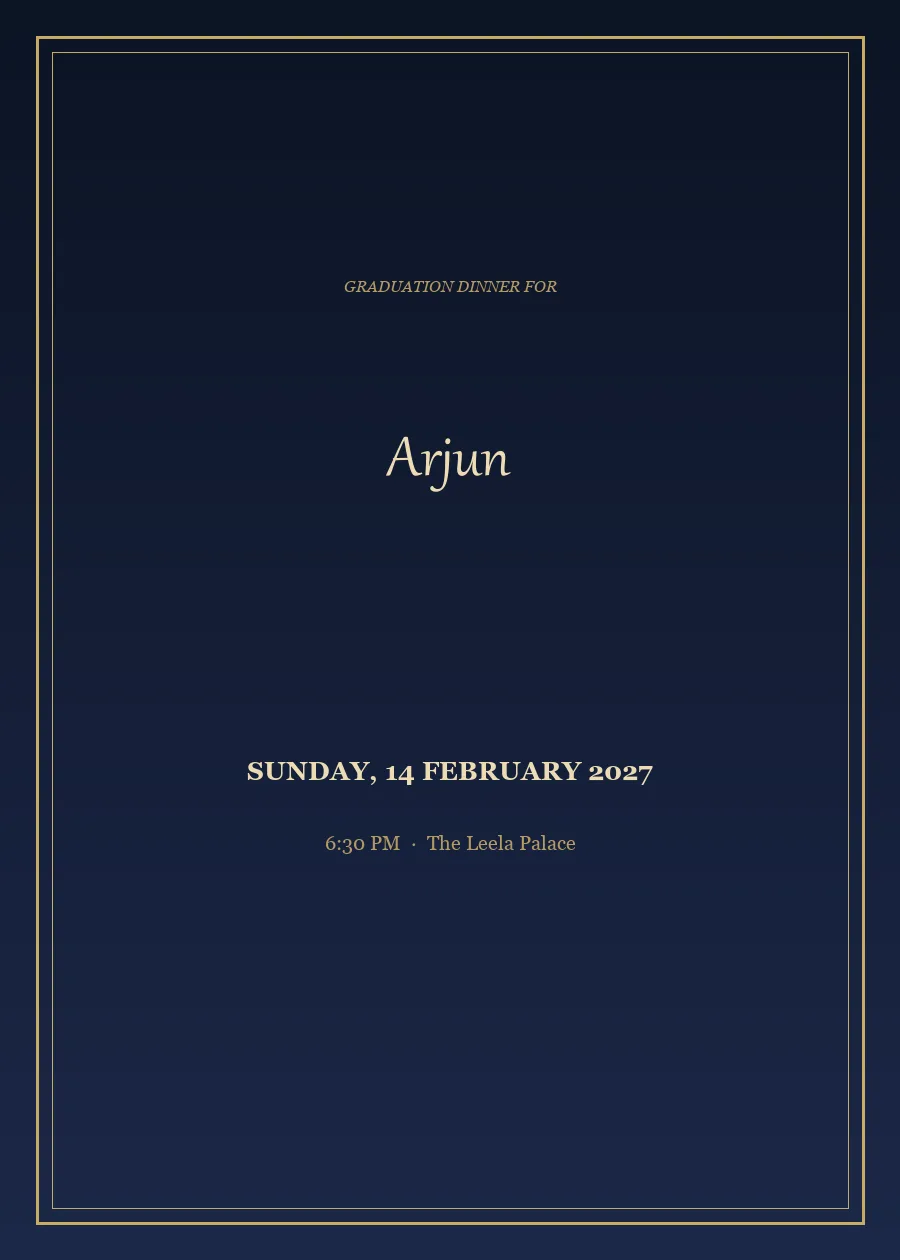 GRADUATION DINNER FOR
Arjun
SUNDAY, 14 FEBRUARY 2027
6:30 PM · The Leela Palace